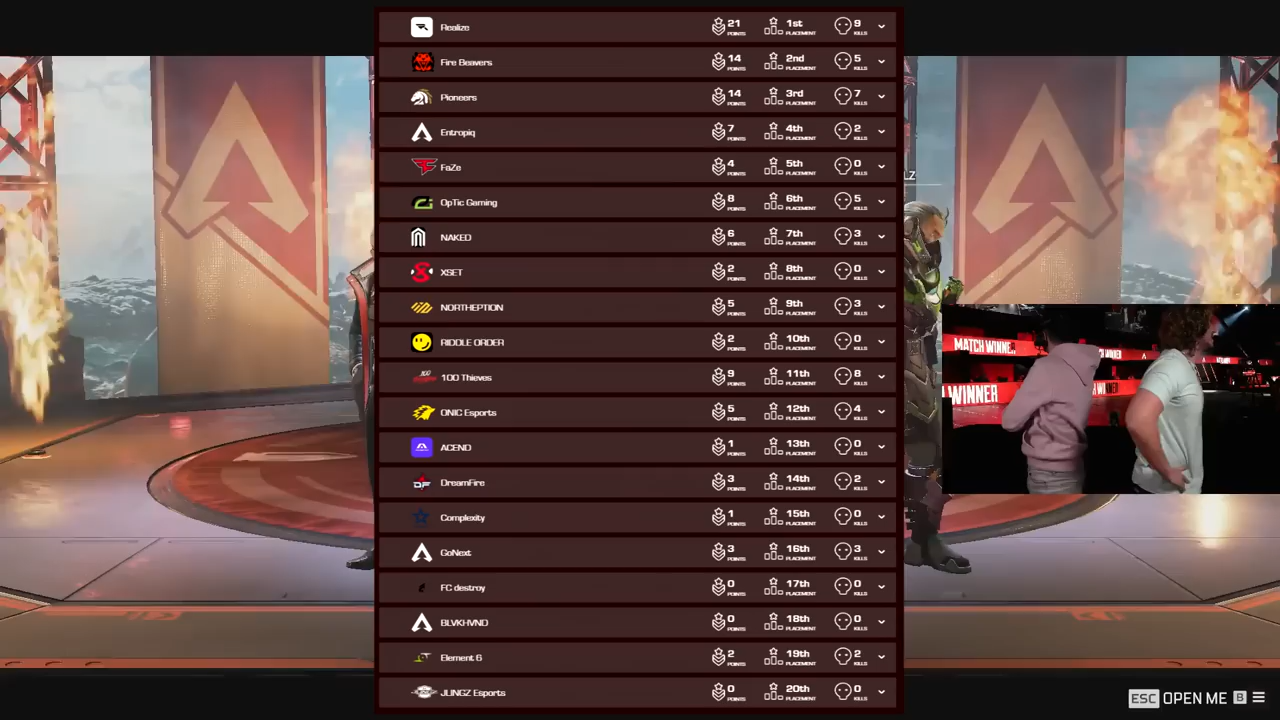 Realize 21 POINTS 1st PLACEMENT 9 KILLS
Fire Beavers 14 POINTS 2nd PLACEMENT 5 KILLS
Pioneers 14 POINTS 3rd PLACEMENT 7 KILLS
Entropiq 7 POINTS 4th PLACEMENT 2 KILLS
FaZe 4 POINTS 5th PLACEMENT 0 KILLS
OpTic Gaming 8 POINTS 6th PLACEMENT 5 KILLS
NAKED 6 POINTS 7th PLACEMENT 3 KILLS
XSET 2 POINTS 8th PLACEMENT 0 KILLS
NORTHEPTION 5 POINTS 9th PLACEMENT 3 KILLS
RIDDLE ORDER 2 POINTS 10th PLACEMENT 0 KILLS
100 Thieves 9 POINTS 11th PLACEMENT 8 KILLS
ONIC Esports 5 POINTS 12th PLACEMENT 4 KILLS
ACEND 1 POINTS 13th PLACEMENT 0 KILLS
DreamFire 3 POINTS 14th PLACEMENT 2 KILLS
Complexity 1 POINTS 15th PLACEMENT 0 KILLS
GoNext 3 POINTS 16th PLACEMENT 3 KILLS
FC destroy 0 POINTS 17th PLACEMENT 0 KILLS
BLVKHVND 0 POINTS 18th PLACEMENT 0 KILLS
Element 6 2 POINTS 19th PLACEMENT 2 KILLS
JLINGZ Esports 0 POINTS 20th PLACEMENT 0 KILLS
LZ
MATCH WINNER
WINNER
ESC OPEN ME B